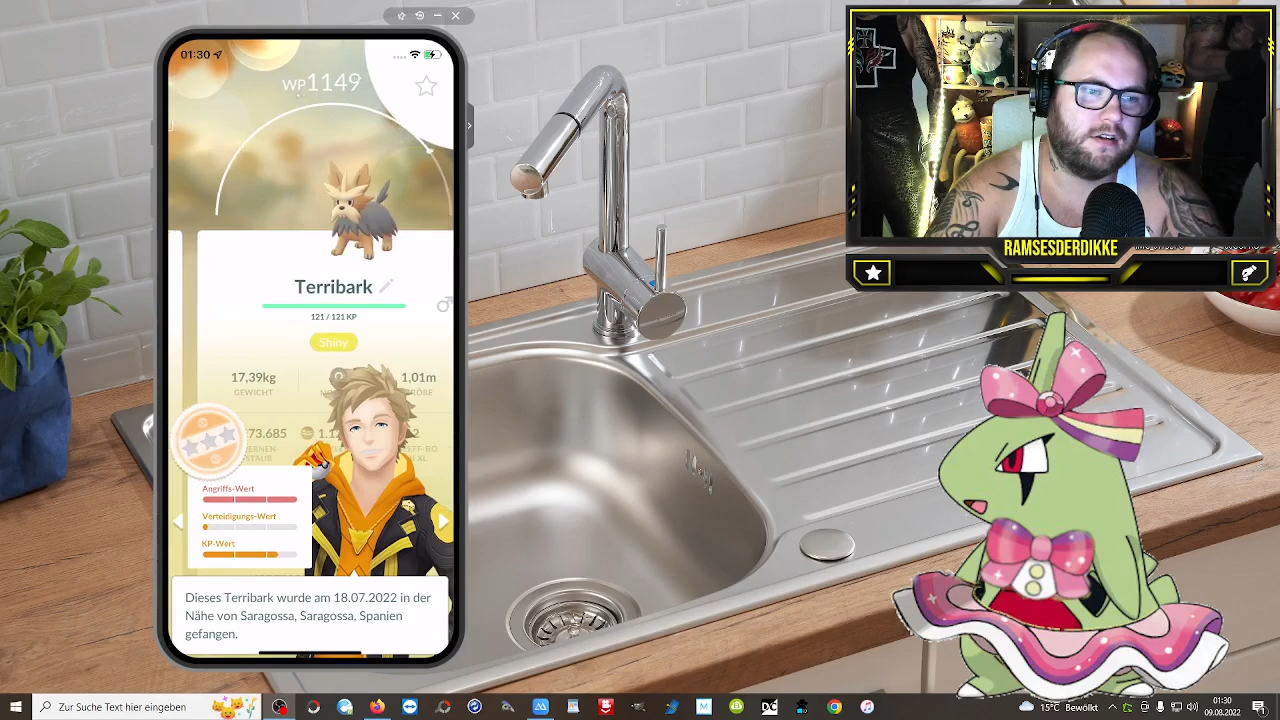 01:30
WP1149
Terribark
121 / 121 KP
Shiny
17,39kg
1,01m
GEWICHT
73.685
Angriffs-Wert
Verteidigungs-Wert
KP-Wert
Dieses Terribark wurde am 18.07.2022 in der
Nähe von Saragossa, Saragossa, Spanien
gefangen.
RAMSESDERDIKKE
Zur Suche Text hier eingeben
M
DC
15°C Bewölkt
01:30
09.08.2022